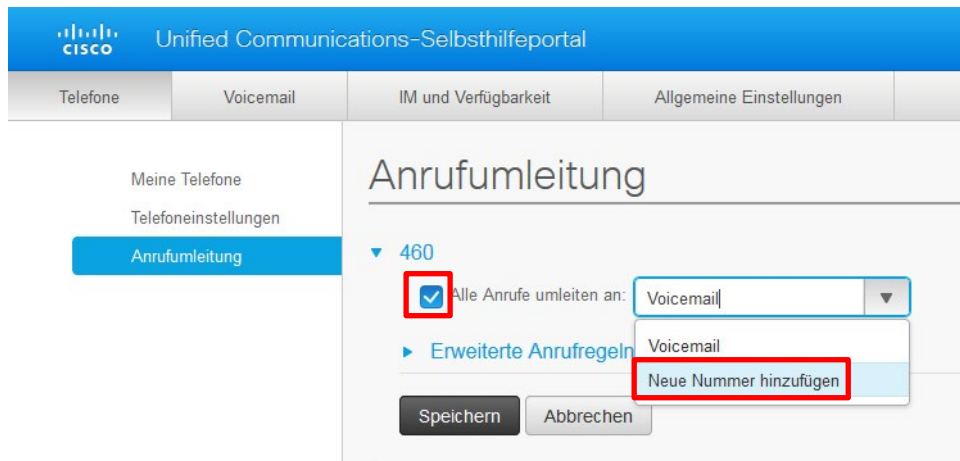 CISCO Unified Communications-Selbsthilfeportal
Telefone Voicemail IM und Verfügbarkeit Allgemeine Einstellungen
Meine Telefone
Telefoneinstellungen
Anrufumleitung
Anrufumleitung
460
Alle Anrufe umleiten an: Voicemail
Voicemail
Neue Nummer hinzufügen
Erweiterte Anrufregeln
Speichern Abbrechen